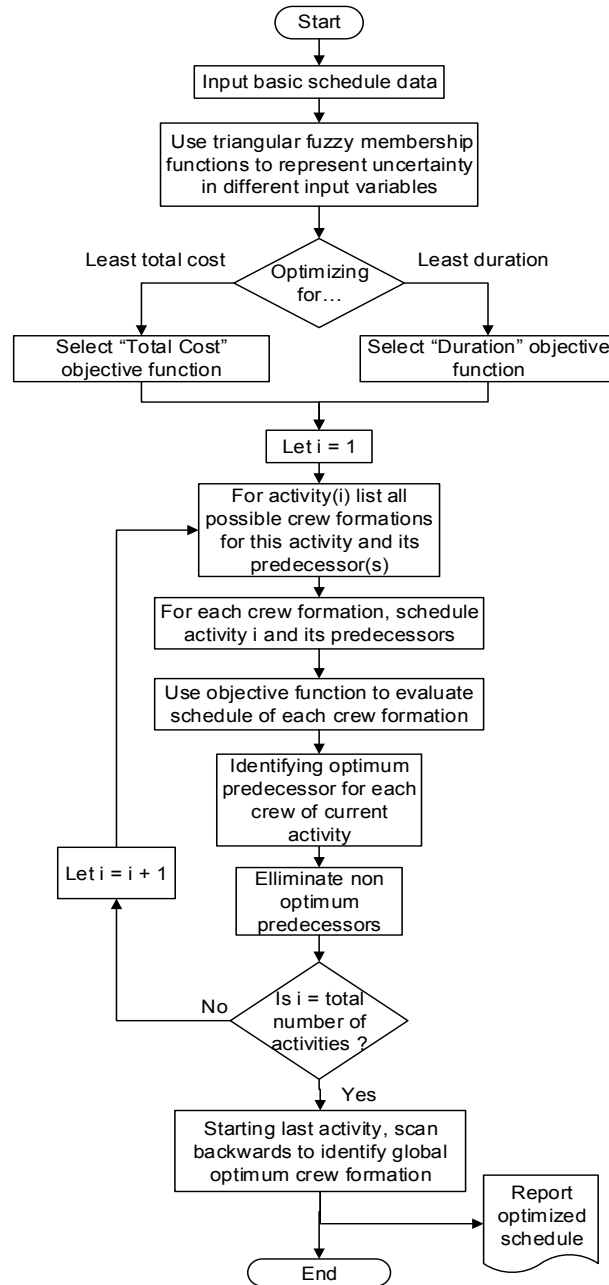 Start
Input basic schedule data
Use triangular fuzzy membership
functions to represent uncertainty
in different input variables
Least total cost
Least duration
Optimizing
for…
Select “Total Cost”
objective function
Select “Duration” objective
function
Let i = 1
For activity(i) list all
possible crew formations
for this activity and its
predecessor(s)
For each crew formation, schedule
activity i and its predecessors
Use objective function to evaluate
schedule of each crew formation
Identifying optimum
predecessor for each
crew of current
activity
Let i = i + 1
Elliminate non
optimum
predecessors
No
Is i = total
number of
activities ?
Yes
Starting last activity, scan
backwards to identify global
optimum crew formation
Report
optimized
schedule
End